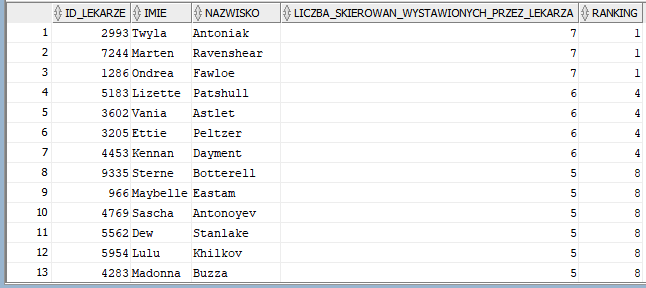 ID_LEKARZE IMIE NAZWISKO LICZBA_SKIEROWAN_WYSTAWIONYCH_PRZEZ_LEKARZA RANKING
1 2993 Twyla Antoniak 7 1
2 7244 Marten Ravenshear 7 1
3 1286 Ondrea Fawloe 7 1
4 5183 Lizette Patshull 6 4
5 3602 Vania Astlet 6 4
6 3205 Ettie Peltzer 6 4
7 4453 Kennan Dayment 6 4
8 9335 Sterne Botterell 5 8
9 966 Maybelle Eastam 5 8
10 4769 Sascha Antonoyev 5 8
11 5562 Dew Stanlake 5 8
12 5954 Lulu Khilkov 5 8
13 4283 Madonna Buzza 5 8